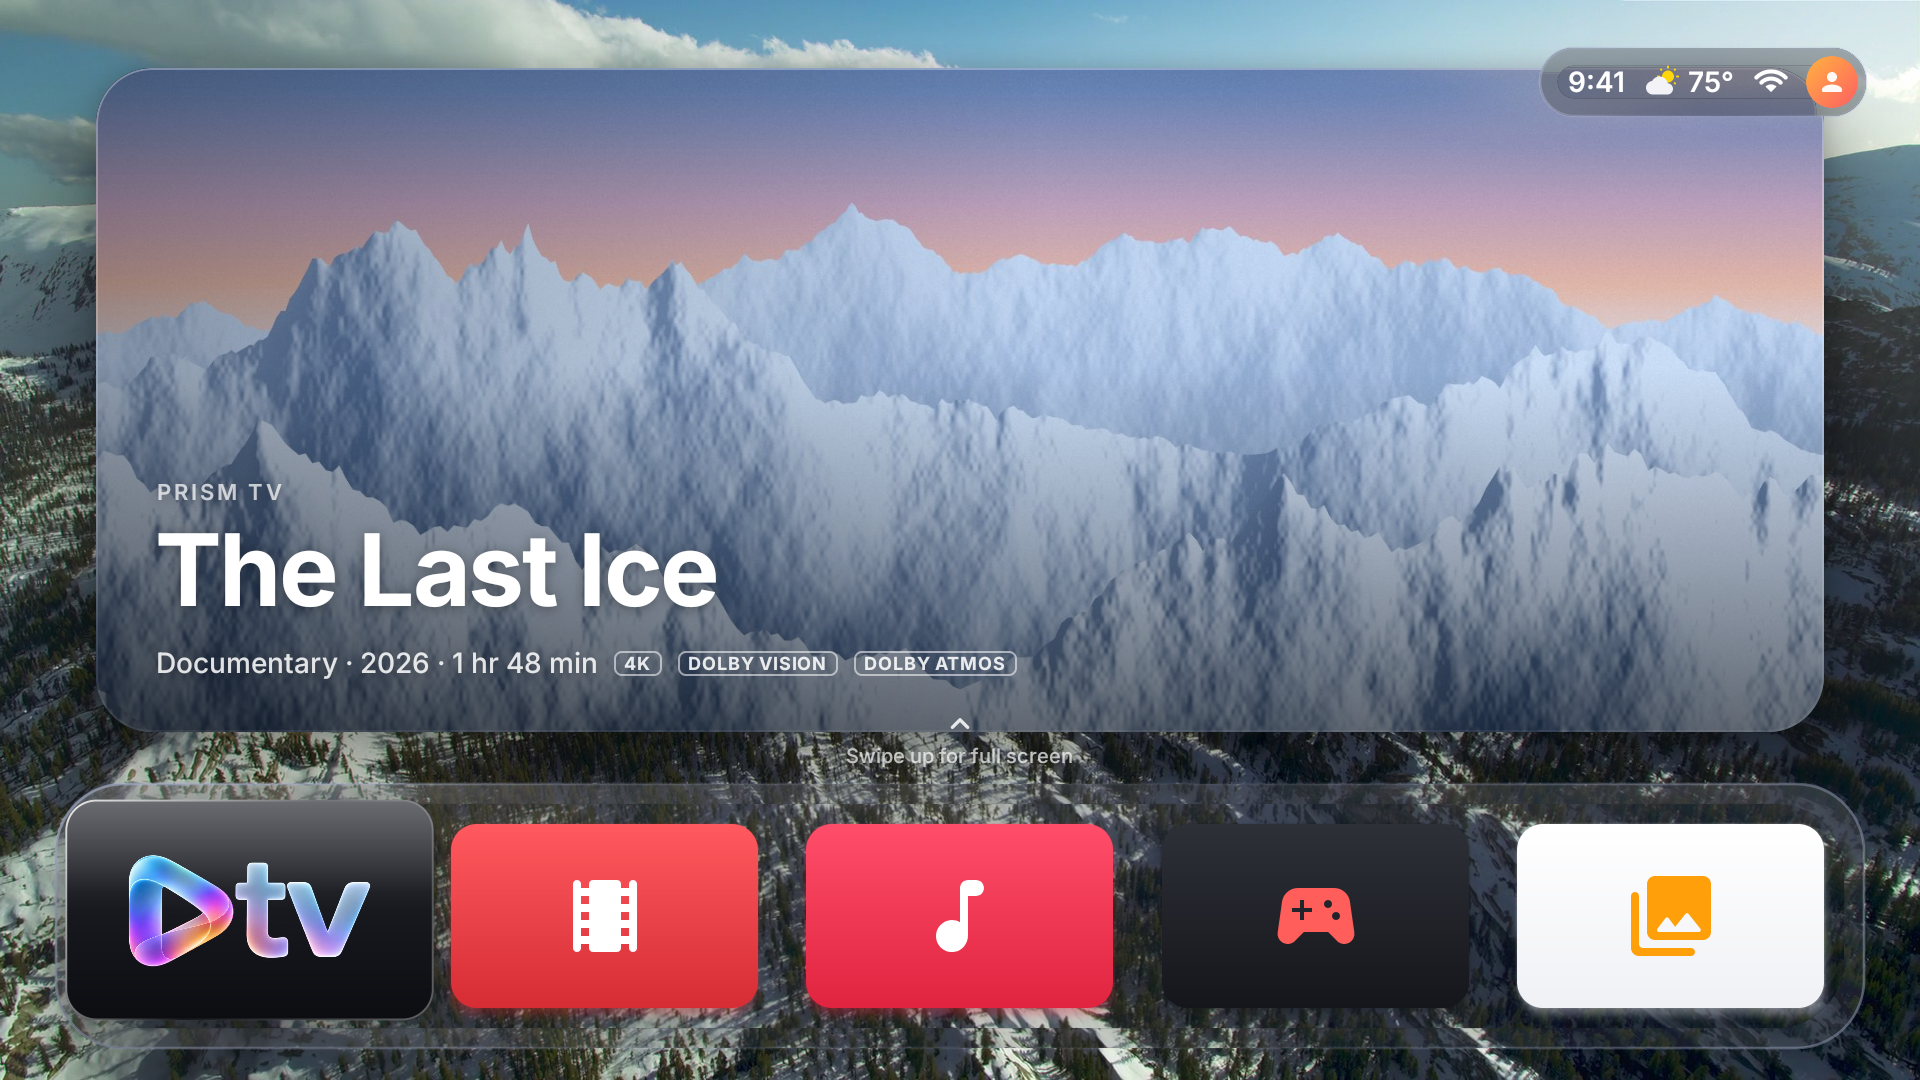 9:41 75°
PRISM TV
The Last Ice
Documentary · 2026 · 1 hr 48 min 4K DOLBY VISION DOLBY ATMOS
Swipe up for full screen
tv